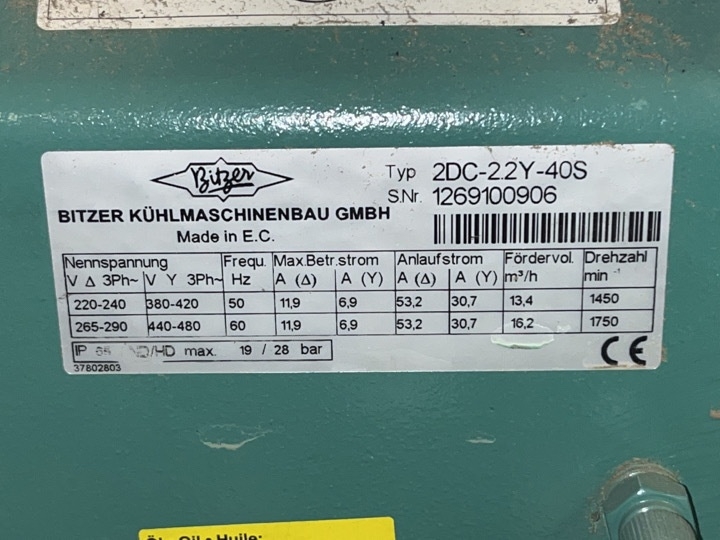 Bitzer
Typ 2DC-2.2Y-40S
S.Nr. 1269100906
BITZER KÜHLMASCHINENBAU GMBH
Made in E.C.
Nennspannung Frequ. Max.Betr.strom Anlaufstrom Fördervol. Drehzahl
V Δ 3Ph~ V Y 3Ph~ Hz A (Δ) A (Y) A (Δ) A (Y) m³/h min
220-240 380-420 50 11,9 6,9 53,2 30,7 13,4 1450
265-290 440-480 60 11,9 6,9 53,2 30,7 16,2 1750
IP ND/HD max. 19 / 28 bar CE
37802803
Huile: